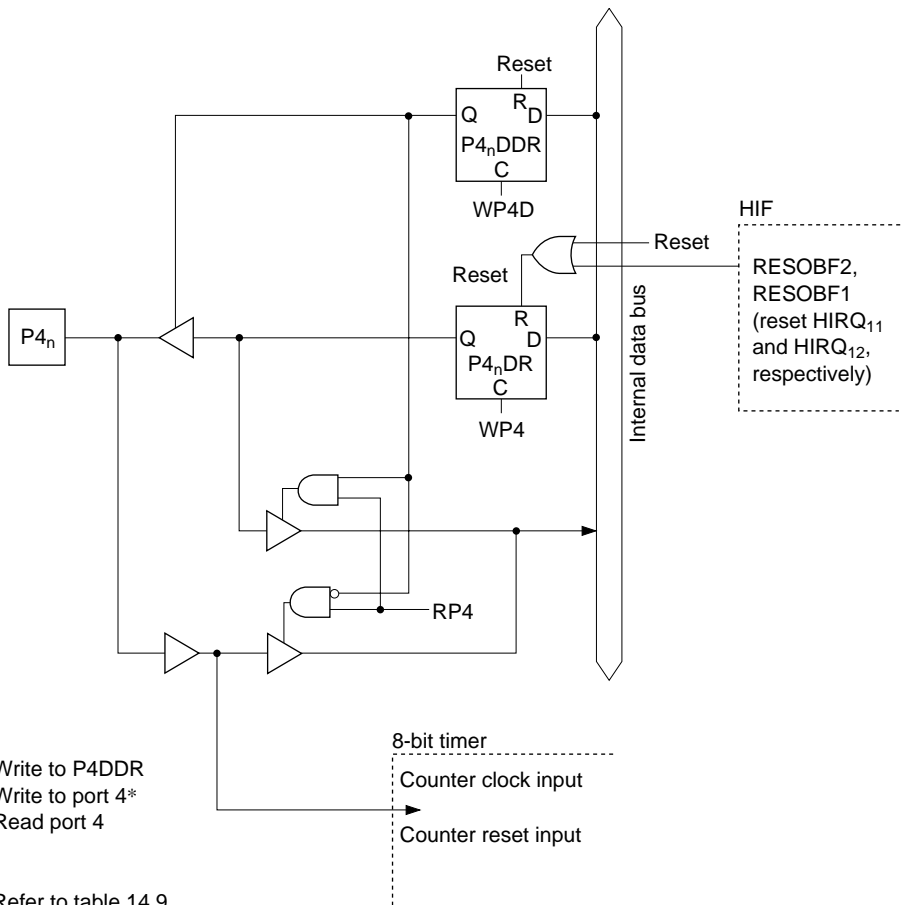 Reset
R
Q
D
P4nDDR
C
WP4D
HIF
Reset
Reset
RESOBF2,
RESOBF1
(reset HIRQ11
and HIRQ12,
respectively)
Internal data bus
R
Q
D
P4nDR
C
WP4
P4n
RP4
8-bit timer
Counter clock input
Counter reset input
Write to P4DDR
Write to port 4*
Read port 4
Refer to table 14.9